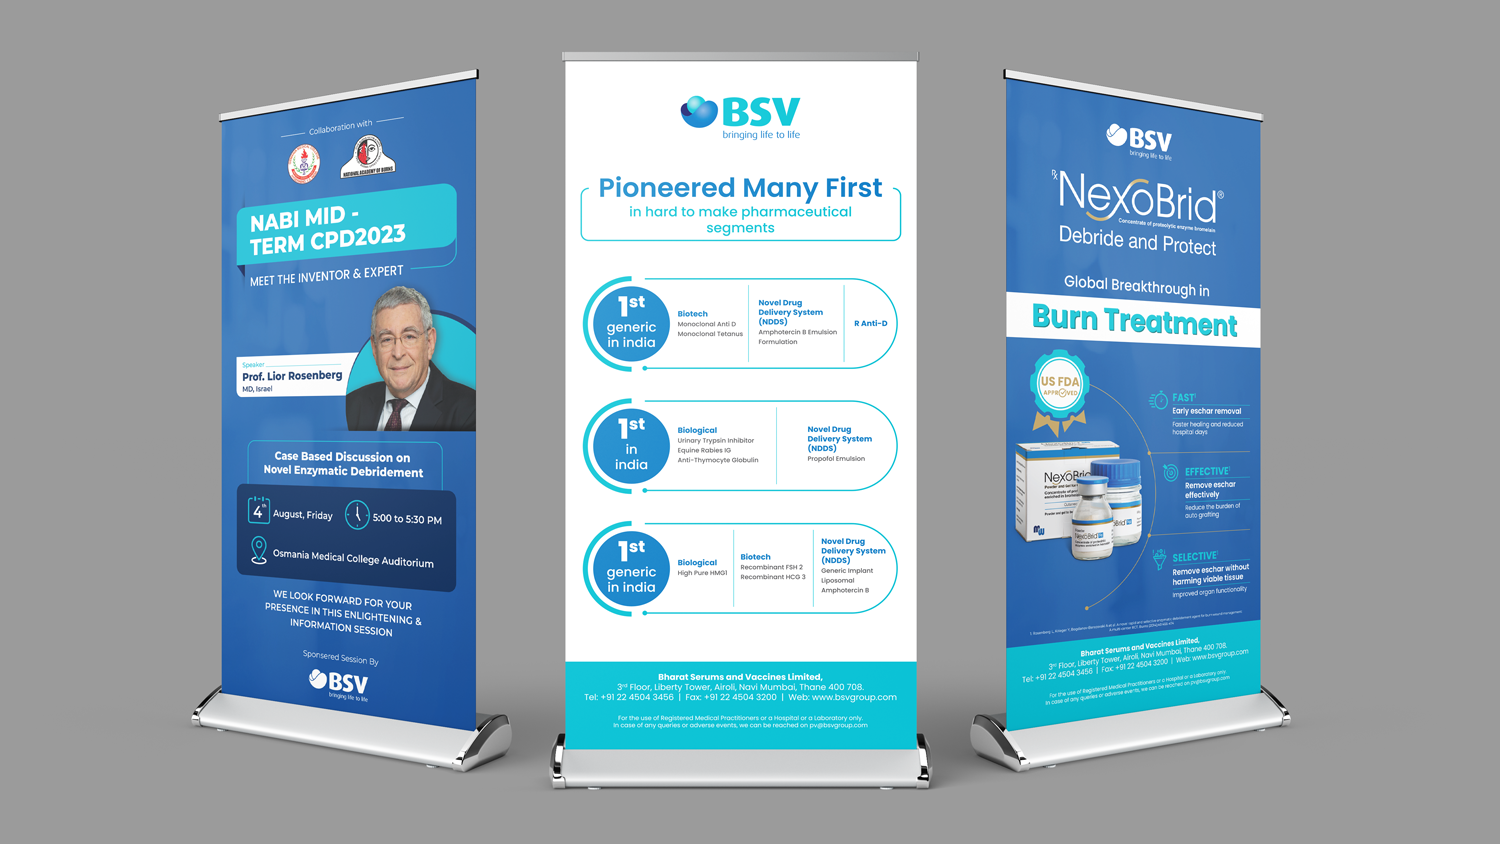 Collaboration with
NATIONAL ACADEMY OF BURNS
NABI MID -
TERM CPD2023
MEET THE INVENTOR & EXPERT
Speaker
Prof. Lior Rosenberg
MD, Israel
Case Based Discussion on
Novel Enzymatic Debridement
4th
August, Friday
5:00 to 5:30 PM
Osmania Medical College Auditorium
WE LOOK FORWARD FOR YOUR
PRESENCE IN THIS ENLIGHTENING &
INFORMATION SESSION
Sponsered Session By
BSV
bringing life to life
BSV
bringing life to life
Pioneered Many First
in hard to make pharmaceutical
segments
1st
generic
in india
Biotech
Monoclonal Anti D
Monoclonal Tetanus
Novel Drug
Delivery System
(NDDS)
Amphotercin B Emulsion
Formulation
R Anti-D
1st
in
india
Biological
Urinary Trypsin Inhibitor
Equine Rabies IG
Anti-Thymocyte Globulin
Novel Drug
Delivery System
(NDDS)
Propofol Emulsion
1st
generic
in india
Biological
High Pure HMG1
Biotech
Recombinant FSH 2
Recombinant HCG 3
Novel Drug
Delivery System
(NDDS)
Generic Implant
Liposomal
Amphotercin B
Bharat Serums and Vaccines Limited,
3rd Floor, Liberty Tower, Airoli, Navi Mumbai, Thane 400 708.
Tel: +91 22 4504 3456 | Fax: +91 22 4504 3200 | Web: www.bsvgroup.com
For the use of Registered Medical Practitioners or a Hospital or a Laboratory only.
In case of any queries or adverse events, we can be reached on pv@bsvgroup.com
BSV
bringing life to life
Rx
NexoBrid®
Concentrate of proteolytic enzyme bromelain
Debride and Protect
Global Breakthrough in
Burn Treatment
US FDA
APPROVED
FAST1
Early eschar removal
Faster healing and reduced
hospital days
EFFECTIVE1
Remove eschar
effectively
Reduce the burden of
auto grafting
SELECTIVE1
Remove eschar without
harming viable tissue
Improved organ functionality
NexoBrid
NexoBrid
Bharat Serums and Vaccines Limited,
3rd Floor, Liberty Tower, Airoli, Navi Mumbai, Thane 400 708.
Tel: +91 22 4504 3456 | Fax: +91 22 4504 3200 | Web: www.bsvgroup.com
For the use of Registered Medical Practitioners or a Hospital or a Laboratory only.
In case of any queries or adverse events, we can be reached on pv@bsvgroup.com